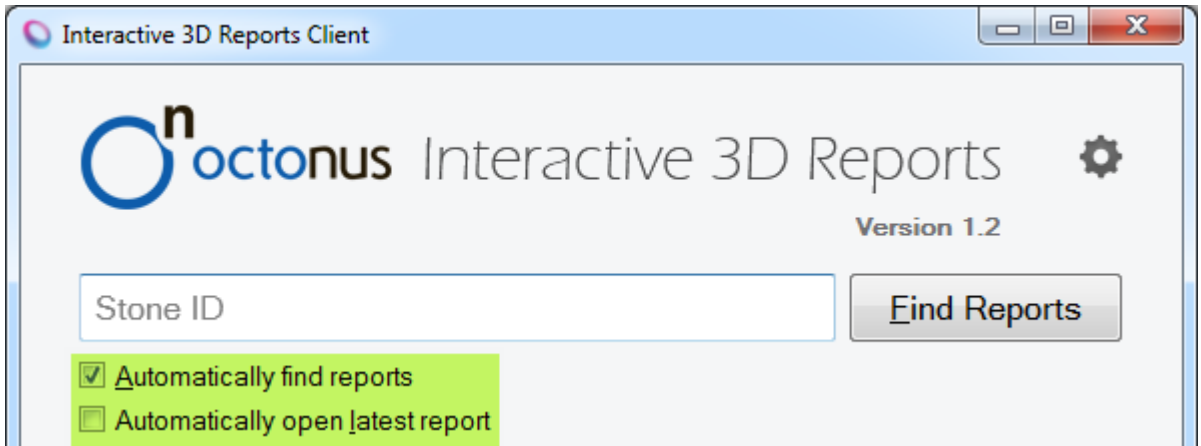 Interactive 3D Reports Client
n
octonus Interactive 3D Reports
Version 1.2
Stone ID
Find Reports
Automatically find reports
Automatically open latest report